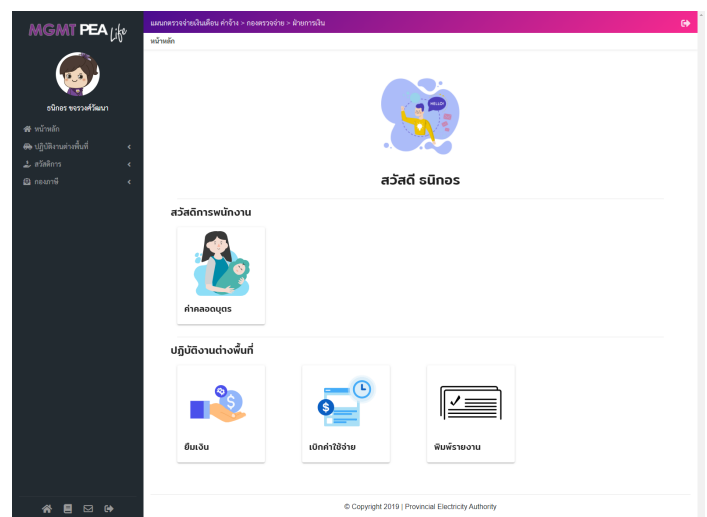 MGMT PEA Life
แผนกตรวจจ่ายเงินเดือน ค่าจ้าง > กองตรวจจ่าย > ฝ่ายการเงิน
หน้าหลัก
ธนิกอร ขจรวงศ์วัฒนา
หน้าหลัก
ปฏิบัติงานต่างพื้นที่
สวัสดิการ
กองภาษี
HELLO!
สวัสดี ธนิกอร
สวัสดิการพนักงาน
ค่าคลอดบุตร
ปฏิบัติงานต่างพื้นที่
ยืมเงิน
เบิกค่าใช้จ่าย
พิมพ์รายงาน
© Copyright 2019 | Provincial Electricity Authority